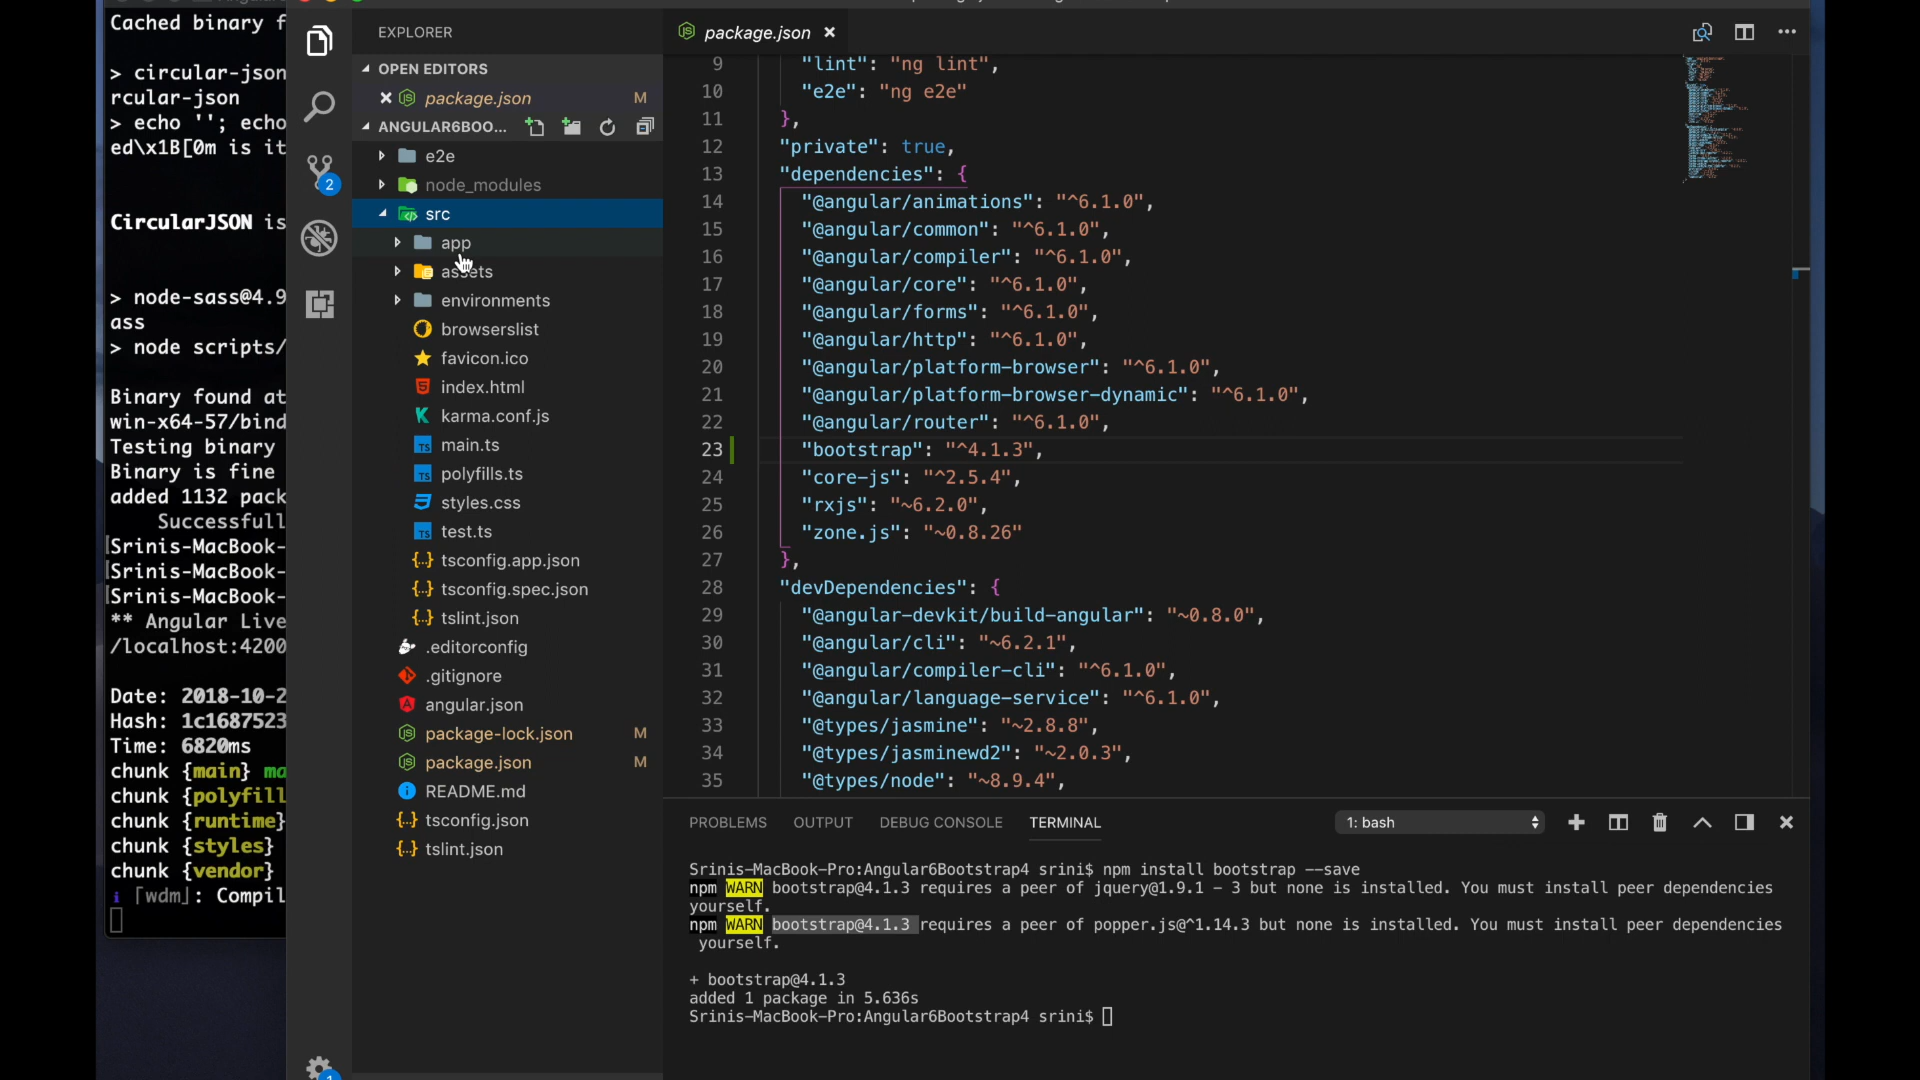 Cached binary f
> circular-json
rcular-json
> echo ''; echo
ed\x1B[0m is it
CircularJSON is
> node-sass@4.9
ass
> node scripts/
Binary found at
win-x64-57/bind
Testing binary
Binary is fine
added 1132 pack
Successfull
[Srinis-MacBook-
[Srinis-MacBook-
[Srinis-MacBook-
** Angular Live
/localhost:4200
Date: 2018-10-2
Hash: 1c1687523
Time: 6820ms
chunk {main} ma
chunk {polyfill
chunk {runtime}
chunk {styles}
chunk {vendor}
i ｢wdm｣: Compil
EXPLORER
OPEN EDITORS
package.json M
ANGULAR6BOO...
e2e
node_modules
src
app
assets
environments
browserslist
favicon.ico
index.html
karma.conf.js
main.ts
polyfills.ts
styles.css
test.ts
tsconfig.app.json
tsconfig.spec.json
tslint.json
.editorconfig
.gitignore
angular.json
package-lock.json M
package.json M
README.md
tsconfig.json
tslint.json
2
1
package.json
9 "lint": "ng lint",
10 "e2e": "ng e2e"
11 },
12 "private": true,
13 "dependencies": {
14 "@angular/animations": "^6.1.0",
15 "@angular/common": "^6.1.0",
16 "@angular/compiler": "^6.1.0",
17 "@angular/core": "^6.1.0",
18 "@angular/forms": "^6.1.0",
19 "@angular/http": "^6.1.0",
20 "@angular/platform-browser": "^6.1.0",
21 "@angular/platform-browser-dynamic": "^6.1.0",
22 "@angular/router": "^6.1.0",
23 "bootstrap": "^4.1.3",
24 "core-js": "^2.5.4",
25 "rxjs": "~6.2.0",
26 "zone.js": "~0.8.26"
27 },
28 "devDependencies": {
29 "@angular-devkit/build-angular": "~0.8.0",
30 "@angular/cli": "~6.2.1",
31 "@angular/compiler-cli": "^6.1.0",
32 "@angular/language-service": "^6.1.0",
33 "@types/jasmine": "~2.8.8",
34 "@types/jasminewd2": "~2.0.3",
35 "@types/node": "~8.9.4",
PROBLEMS OUTPUT DEBUG CONSOLE TERMINAL 1: bash
Srinis-MacBook-Pro:Angular6Bootstrap4 srini$ npm install bootstrap --save
npm WARN bootstrap@4.1.3 requires a peer of jquery@1.9.1 - 3 but none is installed. You must install peer dependencies
yourself.
npm WARN bootstrap@4.1.3 requires a peer of popper.js@^1.14.3 but none is installed. You must install peer dependencies
yourself.
+ bootstrap@4.1.3
added 1 package in 5.636s
Srinis-MacBook-Pro:Angular6Bootstrap4 srini$